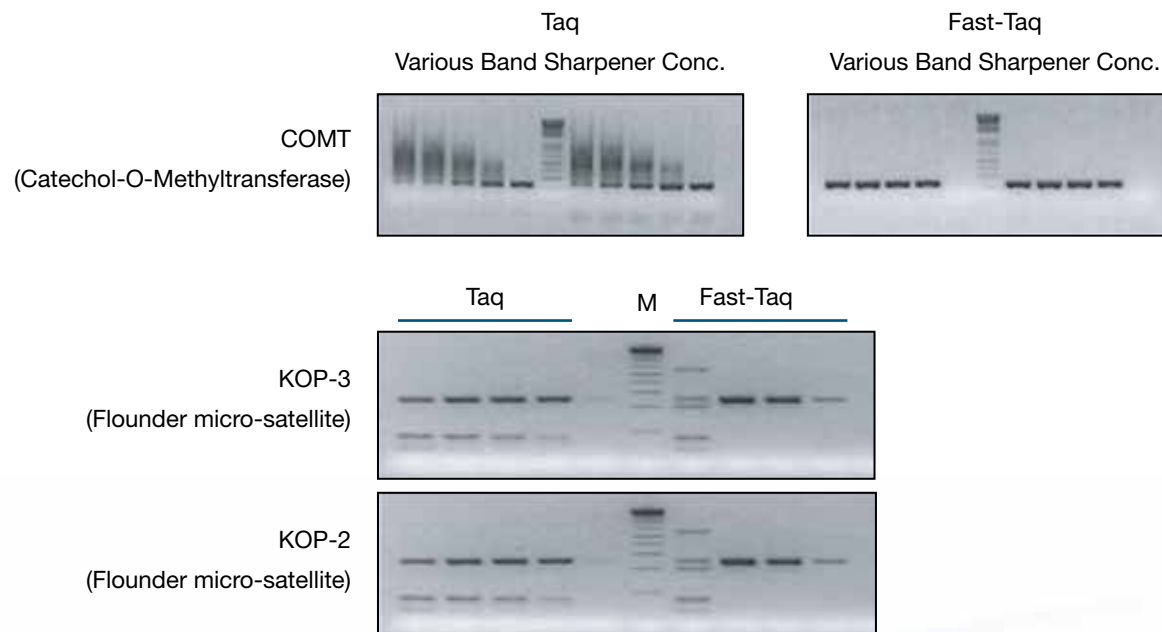 Taq
Various Band Sharpener Conc.
Fast-Taq
Various Band Sharpener Conc.
COMT
(Catechol-O-Methyltransferase)
Taq
M
Fast-Taq
KOP-3
(Flounder micro-satellite)
KOP-2
(Flounder micro-satellite)